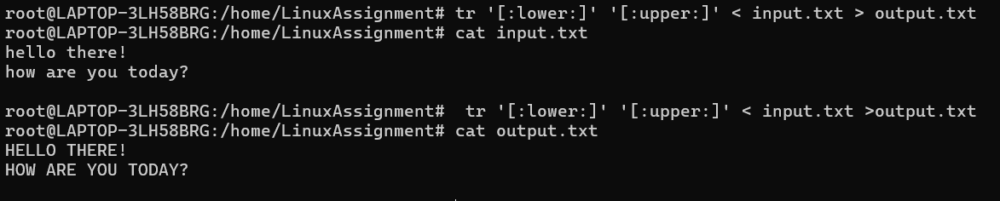 root@LAPTOP-3LH58BRG:/home/LinuxAssignment# tr '[:lower:]' '[:upper:]' < input.txt > output.txt
root@LAPTOP-3LH58BRG:/home/LinuxAssignment# cat input.txt
hello there!
how are you today?

root@LAPTOP-3LH58BRG:/home/LinuxAssignment#  tr '[:lower:]' '[:upper:]' < input.txt >output.txt
root@LAPTOP-3LH58BRG:/home/LinuxAssignment# cat output.txt
HELLO THERE!
HOW ARE YOU TODAY?